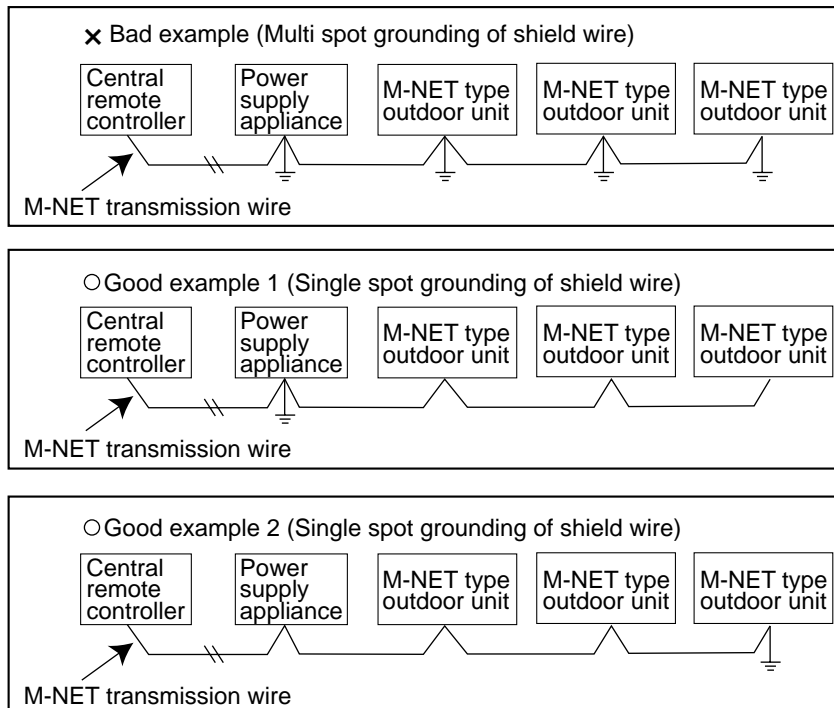 × Bad example (Multi spot grounding of shield wire)
Central
remote
controller
Power
supply
appliance
M-NET type
outdoor unit
M-NET type
outdoor unit
M-NET type
outdoor unit
M-NET transmission wire
○Good example 1 (Single spot grounding of shield wire)
Central
remote
controller
Power
supply
appliance
M-NET type
outdoor unit
M-NET type
outdoor unit
M-NET type
outdoor unit
M-NET transmission wire
○Good example 2 (Single spot grounding of shield wire)
Central
remote
controller
Power
supply
appliance
M-NET type
outdoor unit
M-NET type
outdoor unit
M-NET type
outdoor unit
M-NET transmission wire